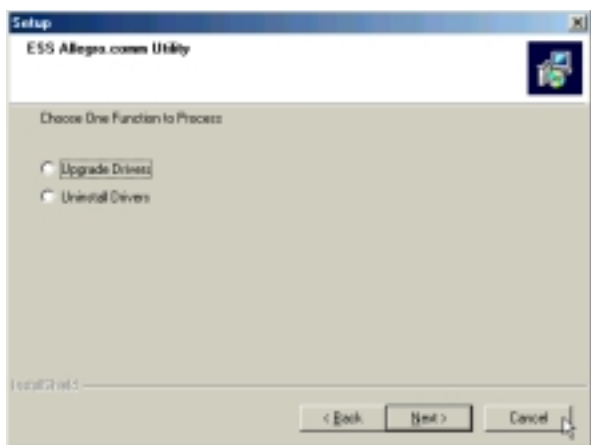 Setup
ESS Allegro.comm Utility
Choose One Function to Process
Upgrade Drivers
Uninstall Drivers
InstallShield
< Back
Next >
Cancel